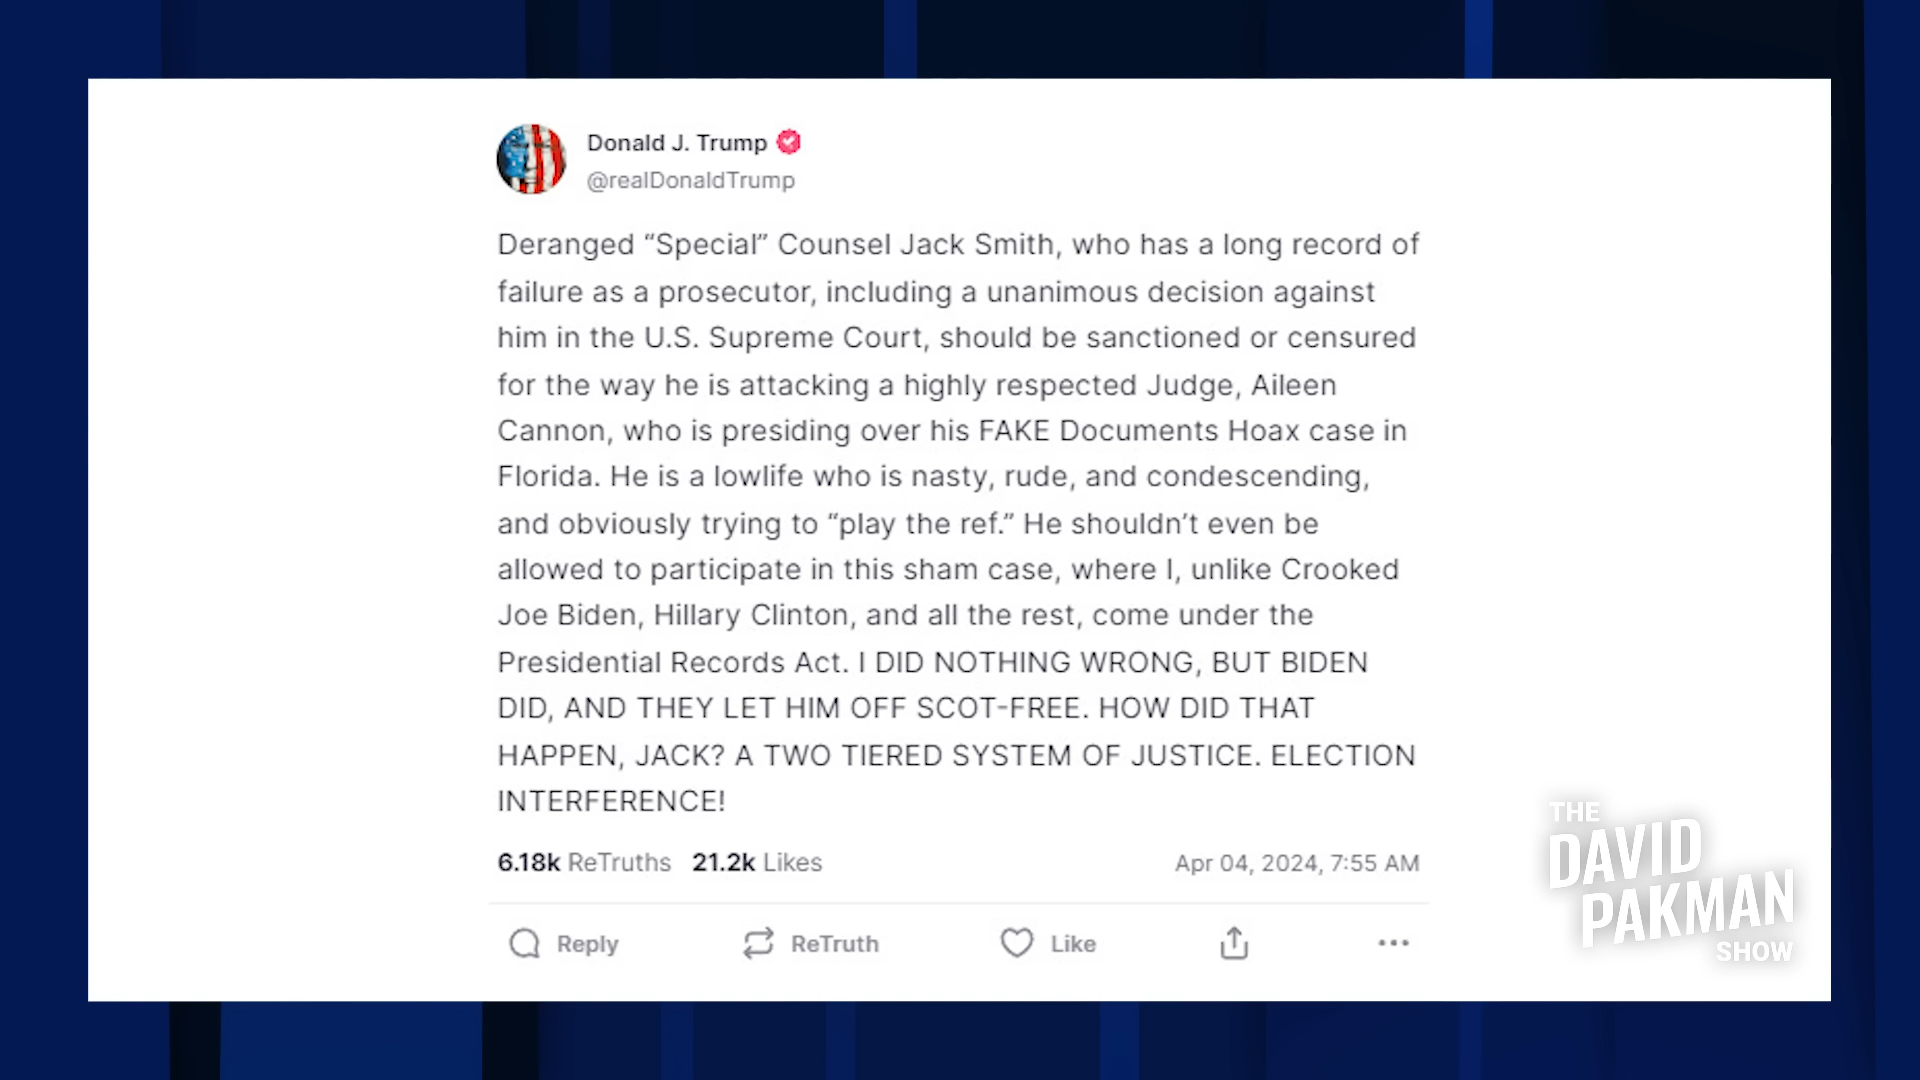 Donald J. Trump
@realDonaldTrump
Deranged “Special” Counsel Jack Smith, who has a long record of
failure as a prosecutor, including a unanimous decision against
him in the U.S. Supreme Court, should be sanctioned or censured
for the way he is attacking a highly respected Judge, Aileen
Cannon, who is presiding over his FAKE Documents Hoax case in
Florida. He is a lowlife who is nasty, rude, and condescending,
and obviously trying to “play the ref.” He shouldn’t even be
allowed to participate in this sham case, where I, unlike Crooked
Joe Biden, Hillary Clinton, and all the rest, come under the
Presidential Records Act. I DID NOTHING WRONG, BUT BIDEN
DID, AND THEY LET HIM OFF SCOT-FREE. HOW DID THAT
HAPPEN, JACK? A TWO TIERED SYSTEM OF JUSTICE. ELECTION
INTERFERENCE!
6.18k ReTruths 21.2k Likes Apr 04, 2024, 7:55 AM
Reply ReTruth Like
THE
DAVID
PAKMAN
SHOW